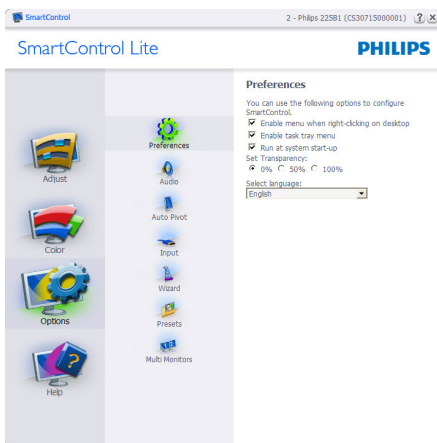 SmartControl
2 - Philips 225B1 (CS30715000001)
SmartControl Lite
PHILIPS
Adjust
Color
Options
Help
Preferences
Audio
Auto Pivot
Input
Wizard
Presets
Multi Monitors
Preferences
You can use the following options to configure
SmartControl.
Enable menu when right-clicking on desktop
Enable task tray menu
Run at system start-up
Set Transparency:
0% 50% 100%
Select language:
English